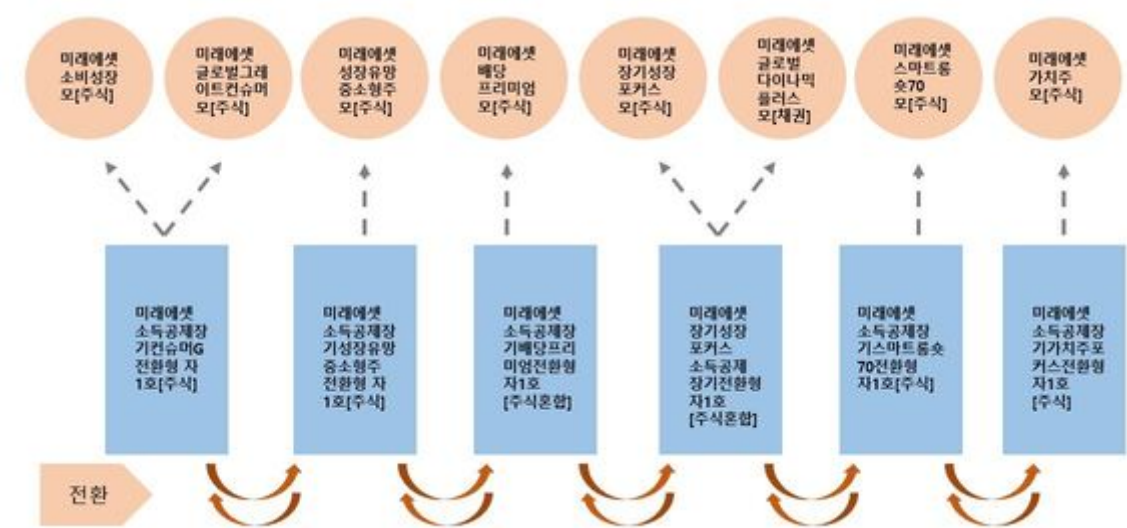 미래에셋
소비성장
모[주식]
미래에셋
글로벌그레
이트컨슈머
모[주식]
미래에셋
성장유망
중소형주
모[주식]
미래에셋
배당
프리미엄
모[주식]
미래에셋
장기성장
포커스
모[주식]
미래에셋
글로벌
다이나믹
플러스
모[채권]
미래에셋
스마트롱
숏70
모[주식]
미래에셋
가치주
모[주식]
미래에셋
소득공제장
기컨슈머G
전환형 자
1호[주식]
미래에셋
소득공제장
기성장유망
중소형주
전환형 자
1호[주식]
미래에셋
소득공제장
기배당프리
미엄전환형
자1호
[주식혼합]
미래에셋
장기성장
포커스
소득공제
장기전환형
자1호
[주식혼합]
미래에셋
소득공제장
기스마트롱숏
70전환형
자1호[주식]
미래에셋
소득공제장
기가치주포
커스전환형
자1호
[주식]
전환